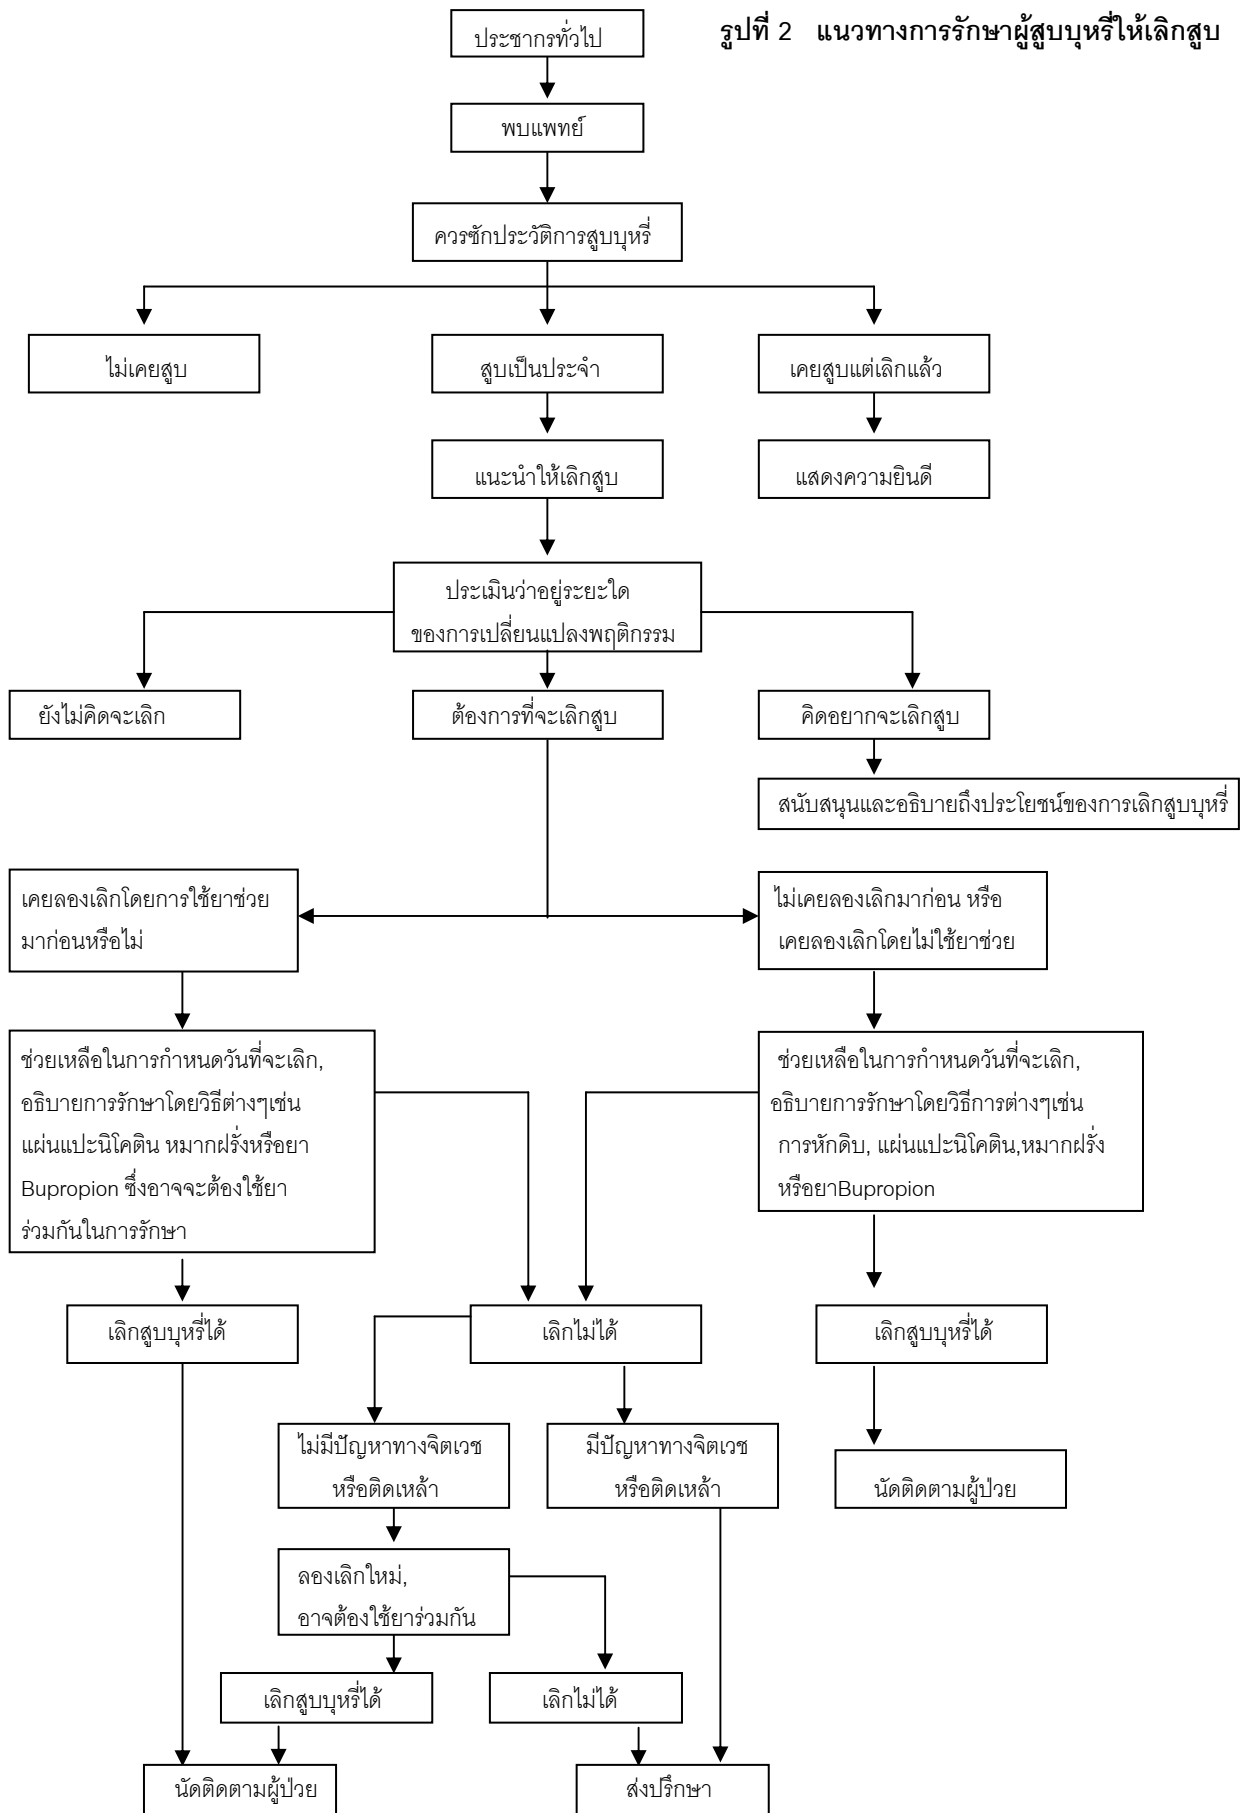 รูปที่ 2 แนวทางการรักษาผู้สูบบุหรี่ให้เลิกสูบ
ประชากรทั่วไป
พบแพทย์
ควรซักประวัติการสูบบุหรี่
ไม่เคยสูบ
สูบเป็นประจำ
เคยสูบแต่เลิกแล้ว
แนะนำให้เลิกสูบ
แสดงความยินดี
ประเมินว่าอยู่ระยะใด
ของการเปลี่ยนแปลงพฤติกรรม
ยังไม่คิดจะเลิก
ต้องการที่จะเลิกสูบ
คิดอยากจะเลิกสูบ
สนับสนุนและอธิบายถึงประโยชน์ของการเลิกสูบบุหรี่
เคยลองเลิกโดยการใช้ยาช่วย
มาก่อนหรือไม่
ไม่เคยลองเลิกมาก่อน หรือ
เคยลองเลิกโดยไม่ใช้ยาช่วย
ช่วยเหลือในการกำหนดวันที่จะเลิก,
อธิบายการรักษาโดยวิธีต่างๆเช่น
แผ่นแปะนิโคติน หมากฝรั่งหรือยา
Bupropion ซึ่งอาจจะต้องใช้ยา
ร่วมกันในการรักษา
ช่วยเหลือในการกำหนดวันที่จะเลิก,
อธิบายการรักษาโดยวิธีการต่างๆเช่น
การหักดิบ, แผ่นแปะนิโคติน,หมากฝรั่ง
หรือยาBupropion
เลิกสูบบุหรี่ได้
เลิกไม่ได้
เลิกสูบบุหรี่ได้
ไม่มีปัญหาทางจิตเวช
หรือติดเหล้า
มีปัญหาทางจิตเวช
หรือติดเหล้า
นัดติดตามผู้ป่วย
ลองเลิกใหม่,
อาจต้องใช้ยาร่วมกัน
เลิกสูบบุหรี่ได้
เลิกไม่ได้
นัดติดตามผู้ป่วย
ส่งปรึกษา